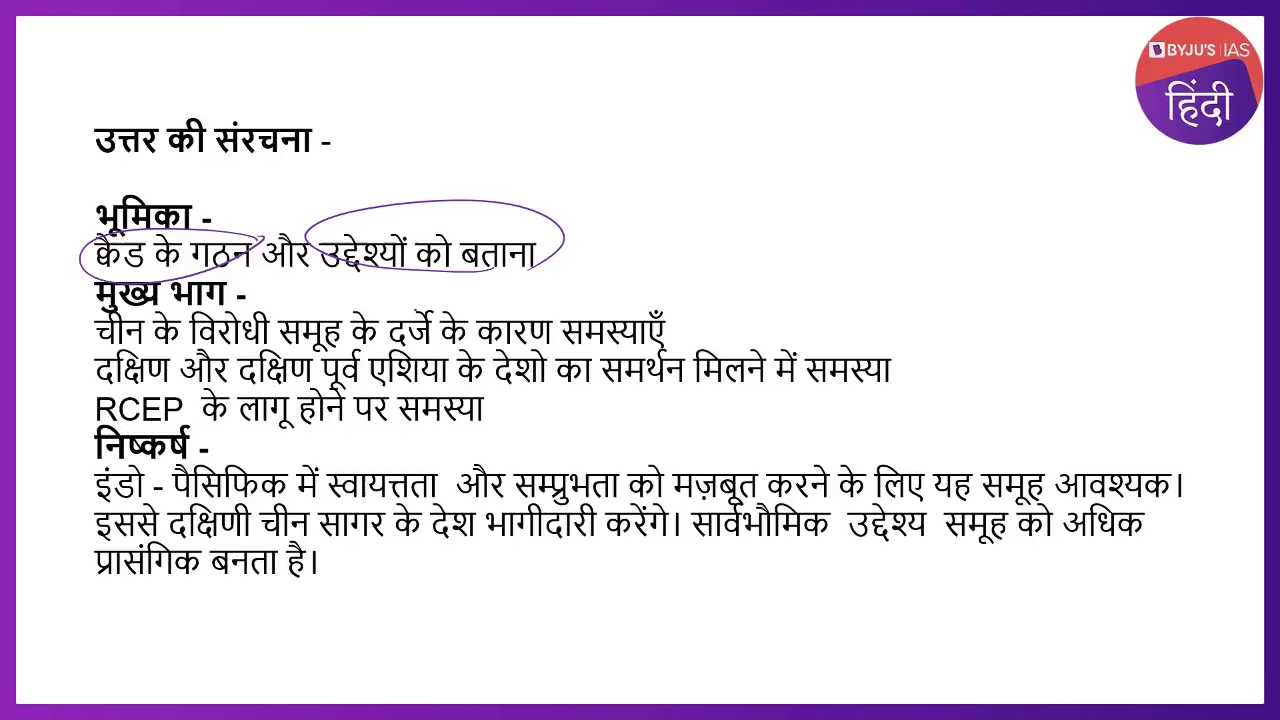 BYJU'S IAS
हिंदी
उत्तर की संरचना -
भूमिका -
क्वैड के गठन और उद्देश्यों को बताना
मुख्य भाग -
चीन के विरोधी समूह के दर्जे के कारण समस्याएँ
दक्षिण और दक्षिण पूर्व एशिया के देशो का समर्थन मिलने में समस्या
RCEP के लागू होने पर समस्या
निष्कर्ष -
इंडो - पैसिफिक में स्वायत्तता और सम्प्रुभता को मज़बूत करने के लिए यह समूह आवश्यक।
इससे दक्षिणी चीन सागर के देश भागीदारी करेंगे। सार्वभौमिक उद्देश्य समूह को अधिक
प्रासंगिक बनता है।